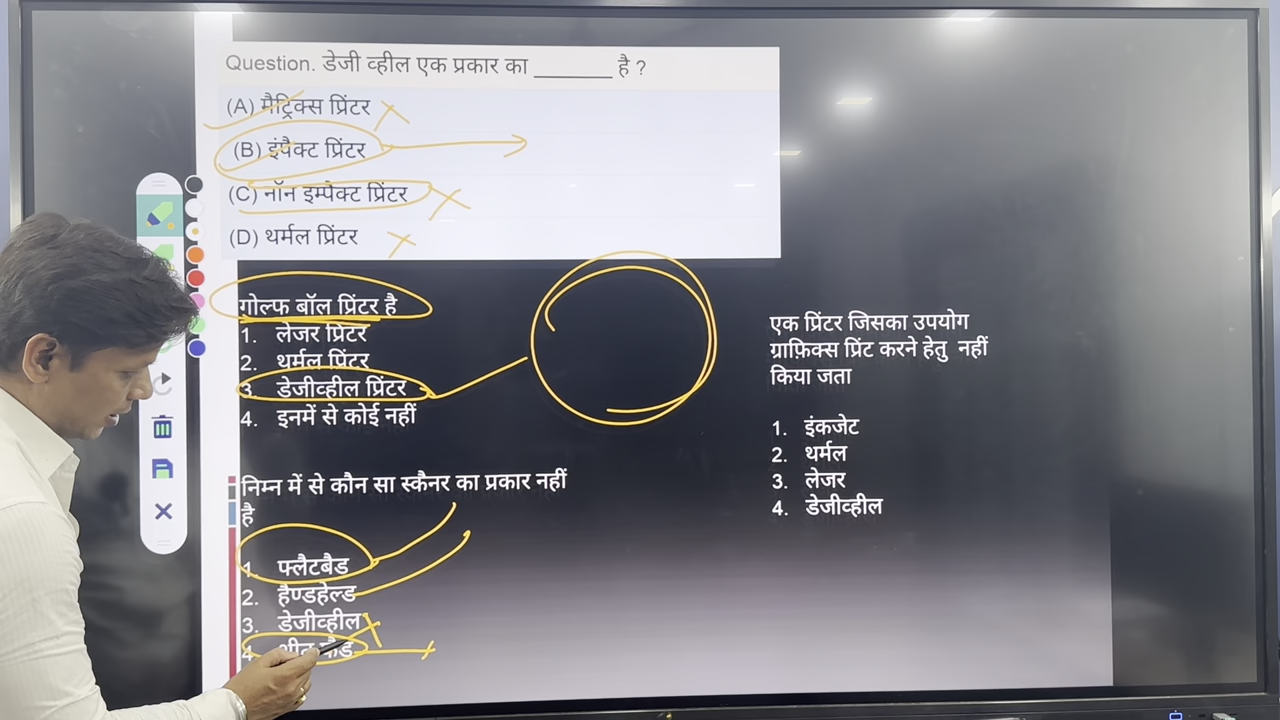 Question. डेजी व्हील एक प्रकार का ________ है ?
(A) मैट्रिक्स प्रिंटर
(B) इंपैक्ट प्रिंटर
(C) नॉन इम्पैक्ट प्रिंटर
(D) थर्मल प्रिंटर
गोल्फ बॉल प्रिंटर है
1. लेजर प्रिंटर
2. थर्मल प्रिंटर
3. डेजीव्हील प्रिंटर
4. इनमें से कोई नहीं
निम्न में से कौन सा स्कैनर का प्रकार नहीं
है
1. फ्लैटबैड
2. हैण्डहेल्ड
3. डेजीव्हील
4.
एक प्रिंटर जिसका उपयोग
ग्राफ़िक्स प्रिंट करने हेतु नहीं
किया जता
1. इंकजेट
2. थर्मल
3. लेजर
4. डेजीव्हील